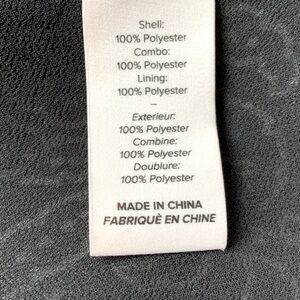 Shell:
100% Polyester
Combo:
100% Polyester
Lining:
100% Polyester
–
Exterieur:
100% Polyester
Combine:
100% Polyester
Doublure:
100% Polyester
MADE IN CHINA
FABRIQUÈ EN CHINE